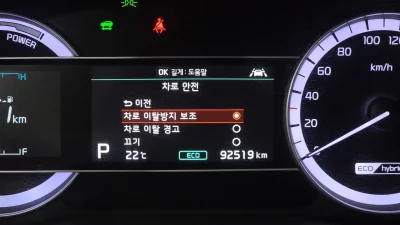 POWER
OK 길게 : 도움말
차로 안전
이전
차로 이탈방지 보조
차로 이탈 경고
끄기
P 22℃ ECO 92519 km
km
E F
0 20 40 60 80 100 120
km/h
ECO hybrid